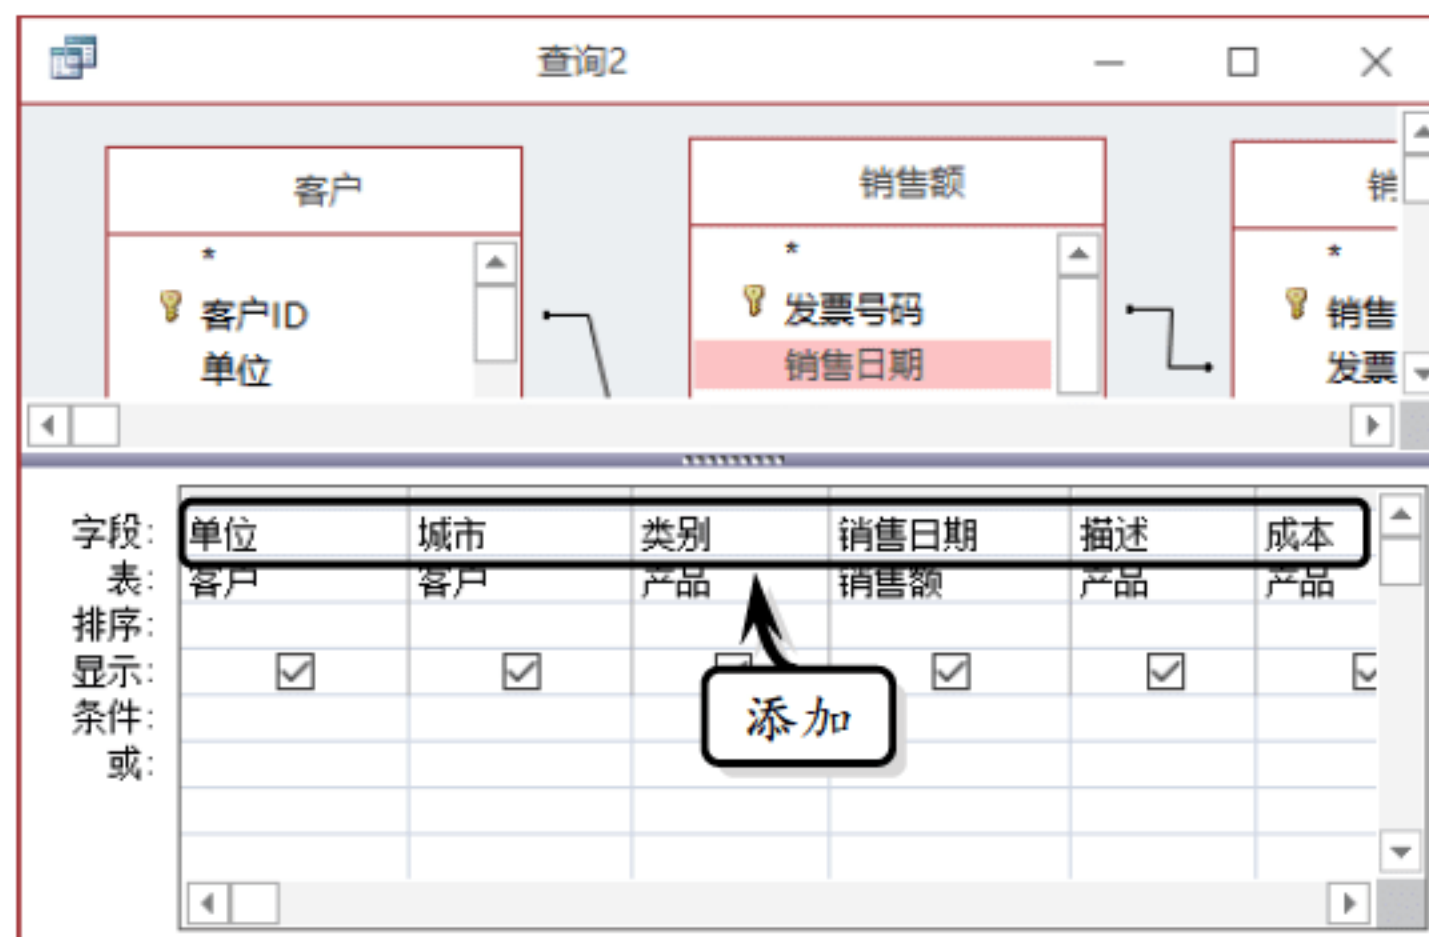 查询2
客户
*
客户ID
单位
销售额
*
发票号码
销售日期
销
*
销售
发票
字段: 单位 城市 类别 销售日期 描述 成本
表: 客户 客户 产品 销售额 产品 产品
排序:
显示:
条件:
或:
添加